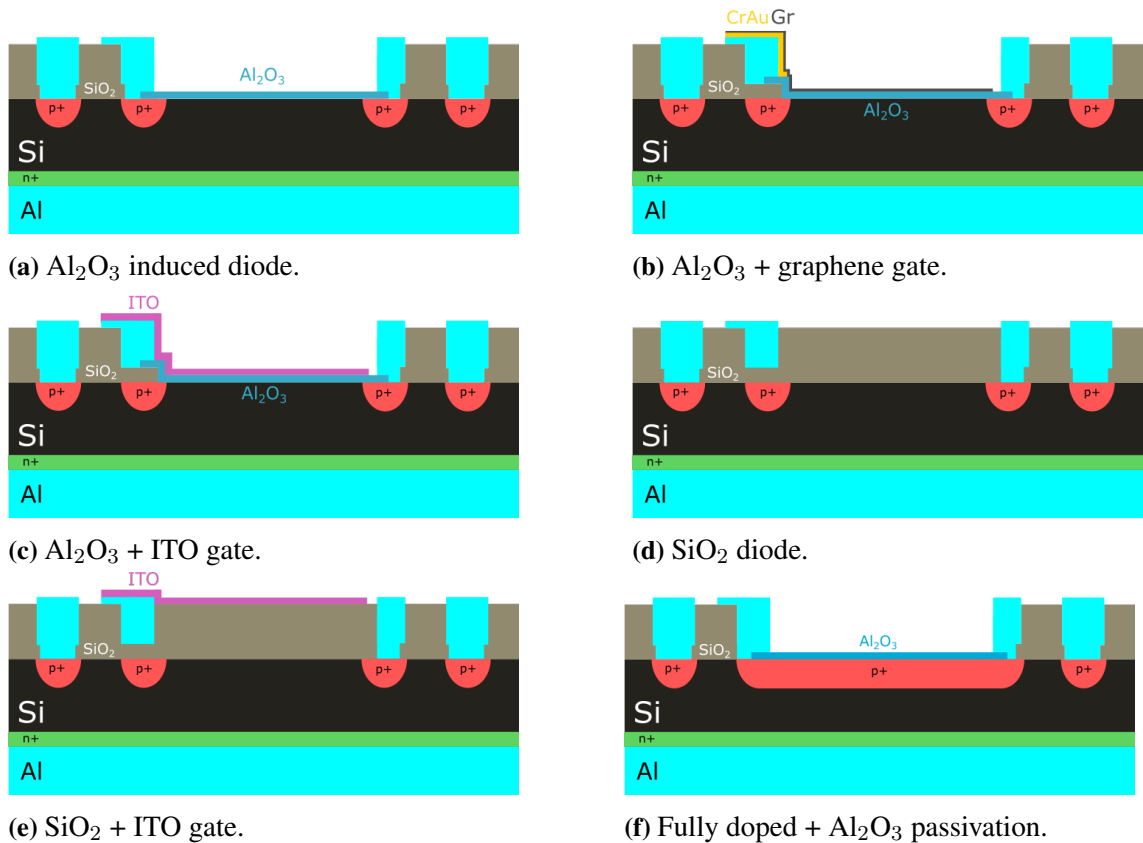 Al₂O₃
SiO₂
p+ p+ p+ p+
Si
n+
Al
(a) Al₂O₃ induced diode.
CrAuGr
SiO₂
p+ p+ Al₂O₃ p+ p+
Si
n+
Al
(b) Al₂O₃ + graphene gate.
ITO
SiO₂
p+ p+ Al₂O₃ p+ p+
Si
n+
Al
(c) Al₂O₃ + ITO gate.
SiO₂
p+ p+ p+ p+
Si
n+
Al
(d) SiO₂ diode.
ITO
SiO₂
p+ p+ p+ p+
Si
n+
Al
(e) SiO₂ + ITO gate.
Al₂O₃
SiO₂
p+ p+ p+
Si
n+
Al
(f) Fully doped + Al₂O₃ passivation.